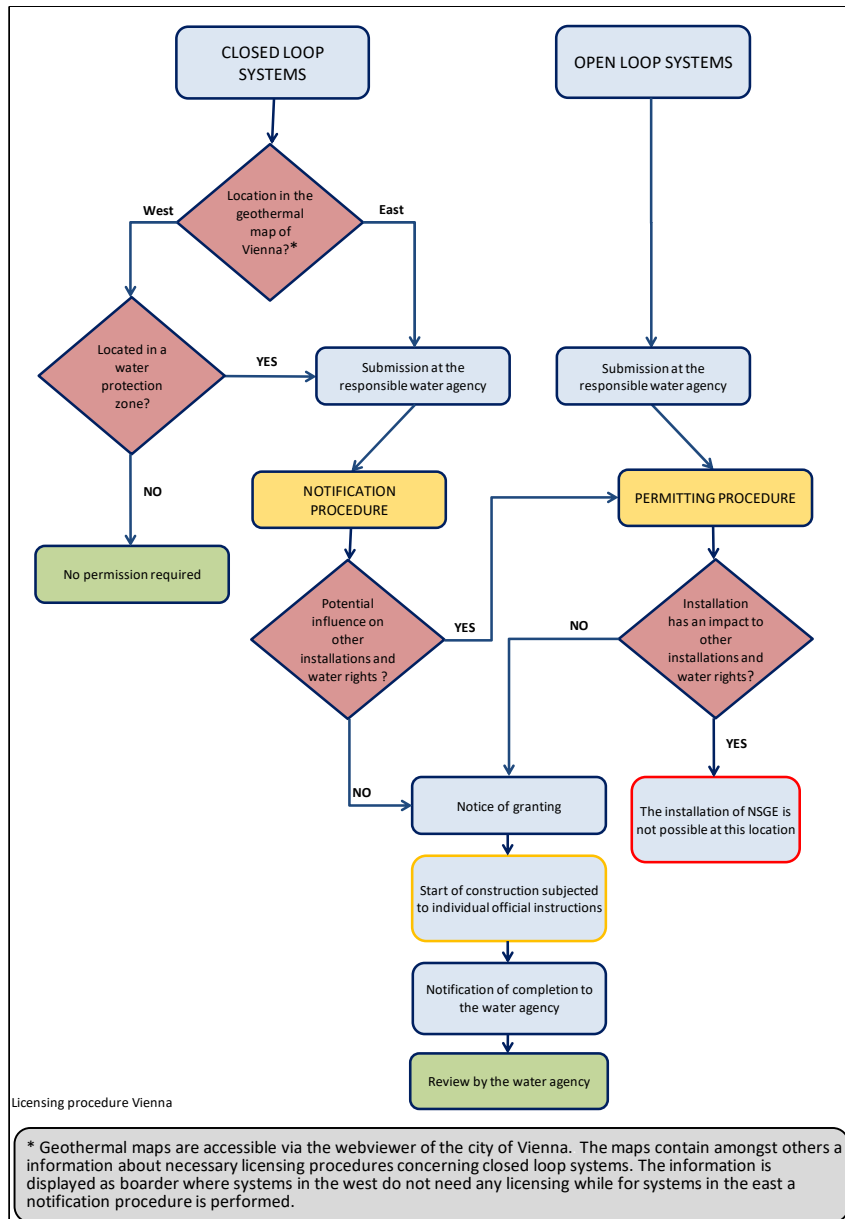 CLOSED LOOP
SYSTEMS
OPEN LOOP SYSTEMS
Location in the
geothermal
map of
Vienna?*
West
East
Located in a
water
protection
zone?
YES
Submission at the
responsible water agency
Submission at the
responsible water agency
NO
NOTIFICATION
PROCEDURE
PERMITTING PROCEDURE
No permission required
Potential
influence on
other
installations and
water rights ?
YES
NO
Installation
has an impact to
other
installations and
water rights?
NO
YES
Notice of granting
The installation of NSGE is
not possible at this location
Start of construction subjected
to individual official instructions
Notification of completion to
the water agency
Review by the water agency
Licensing procedure Vienna
* Geothermal maps are accessible via the webviewer of the city of Vienna. The maps contain amongst others a
information about necessary licensing procedures concerning closed loop systems. The information is
displayed as boarder where systems in the west do not need any licensing while for systems in the east a
notification procedure is performed.